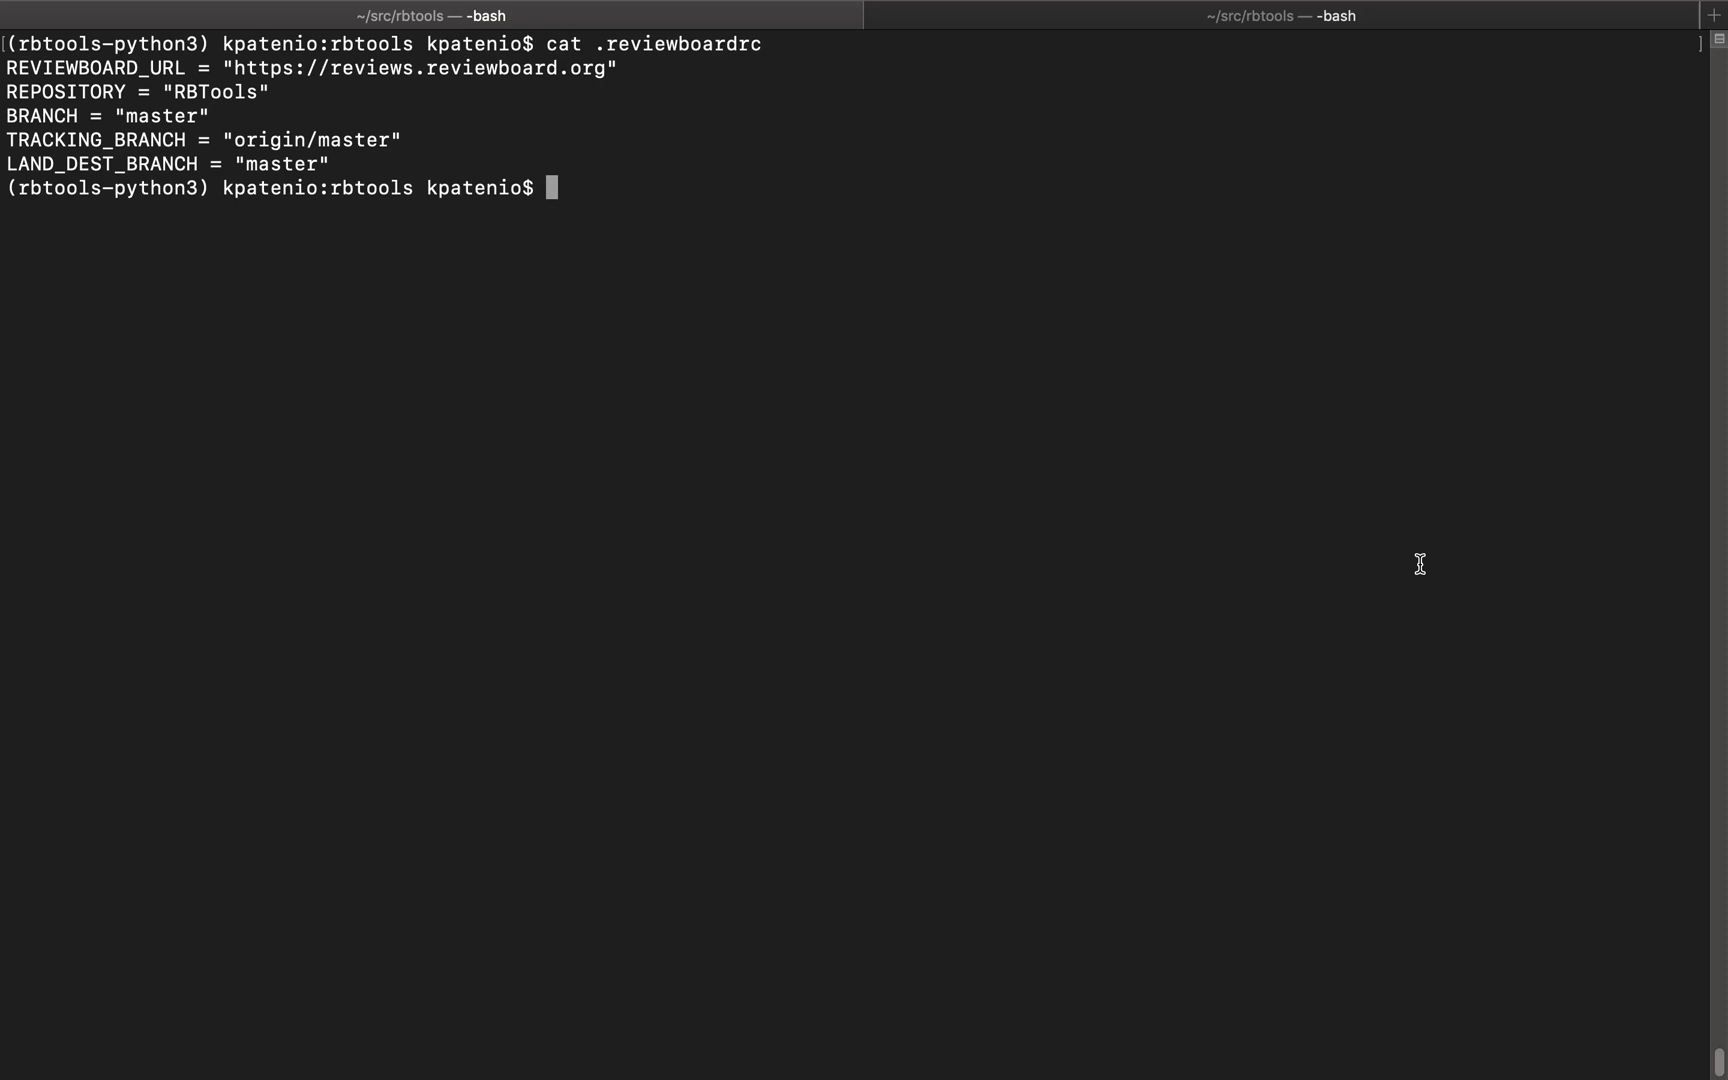 ~/src/rbtools — -bash
~/src/rbtools — -bash
[(rbtools-python3) kpatenio:rbtools kpatenio$ cat .reviewboardrc ]
REVIEWBOARD_URL = "https://reviews.reviewboard.org"
REPOSITORY = "RBTools"
BRANCH = "master"
TRACKING_BRANCH = "origin/master"
LAND_DEST_BRANCH = "master"
(rbtools-python3) kpatenio:rbtools kpatenio$